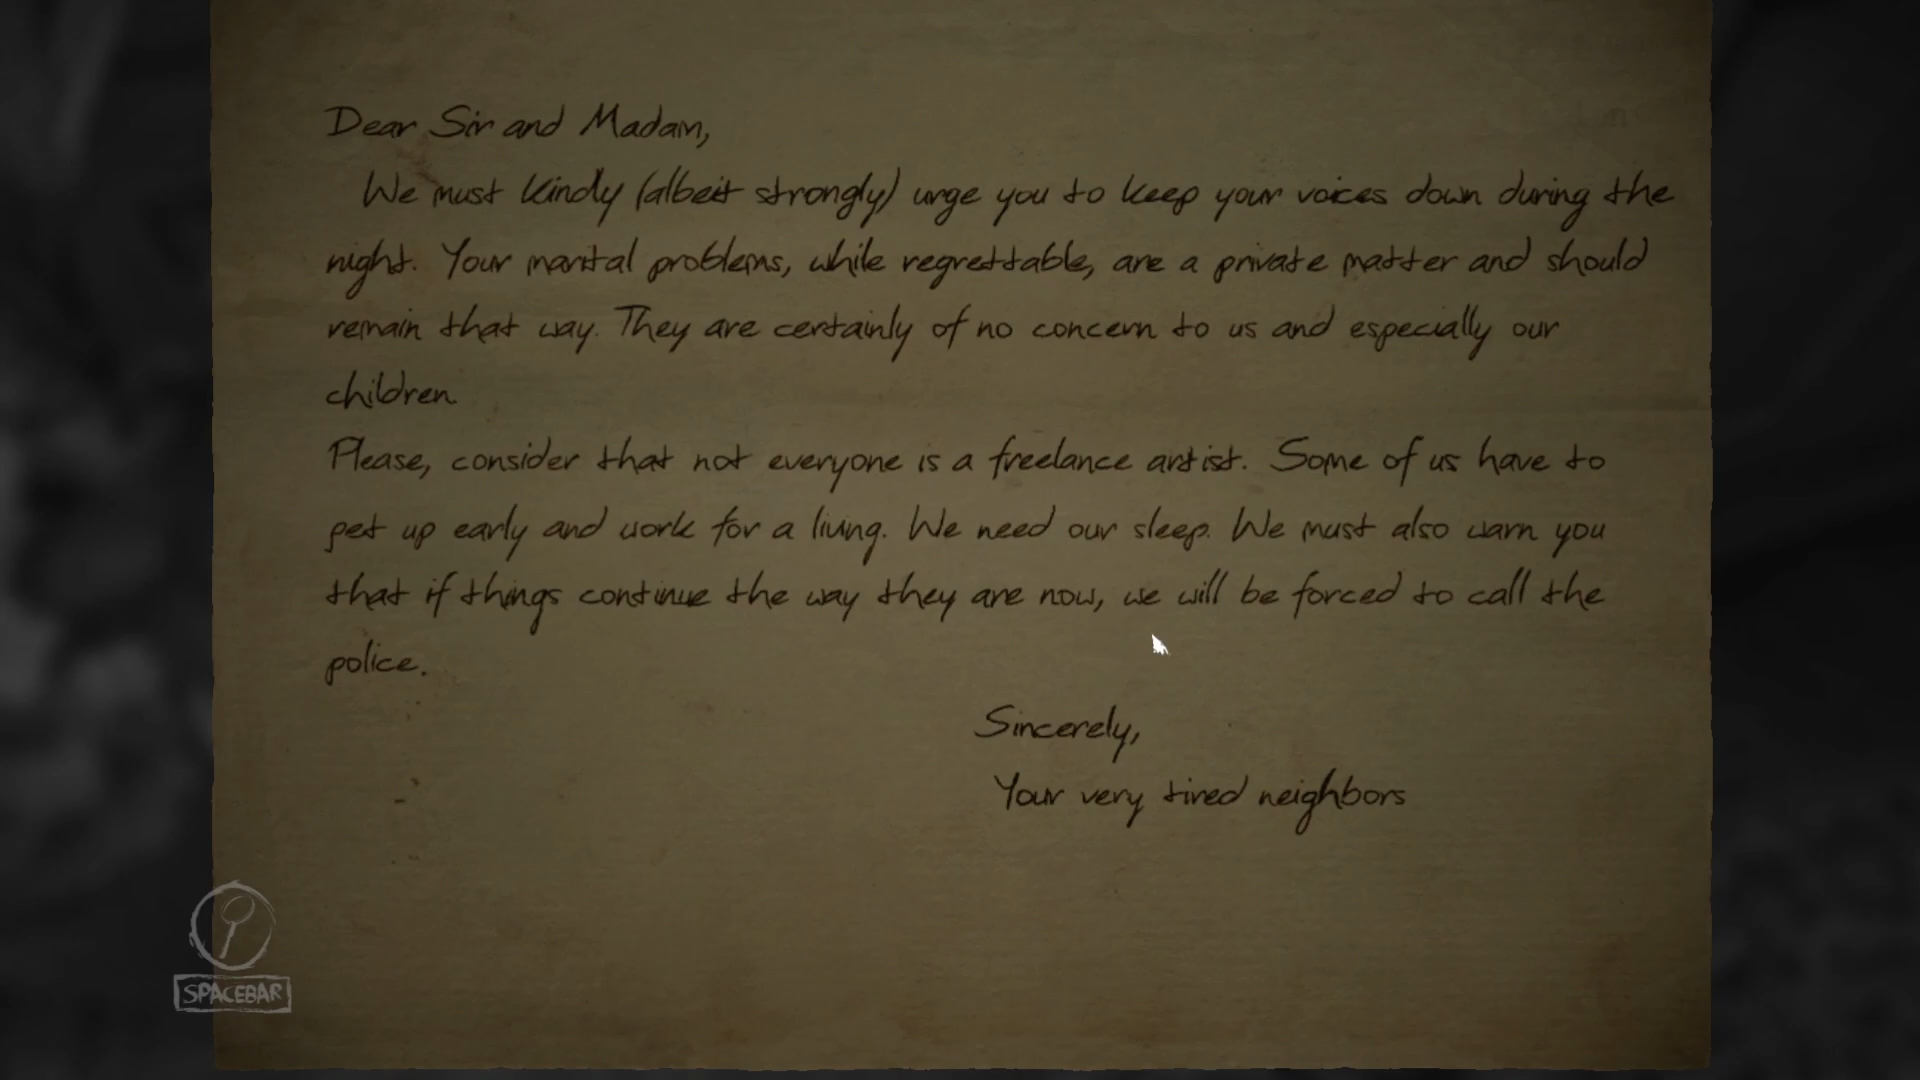 Dear Sir and Madam,
We must kindy (albeit strongly) urge you to keep your voices down during the
night. Your marital problems, while regrettable, are a private matter and should
remain that way. They are certainly of no concern to us and especially our
children.
Please, consider that not everyone is a freelance artist. Some of us have to
get up early and work for a living. We need our sleep. We must also warn you
that if things continue the way they are now, we will be forced to call the
police.
Sincerely,
Your very tired neighbors
SPACEBAR